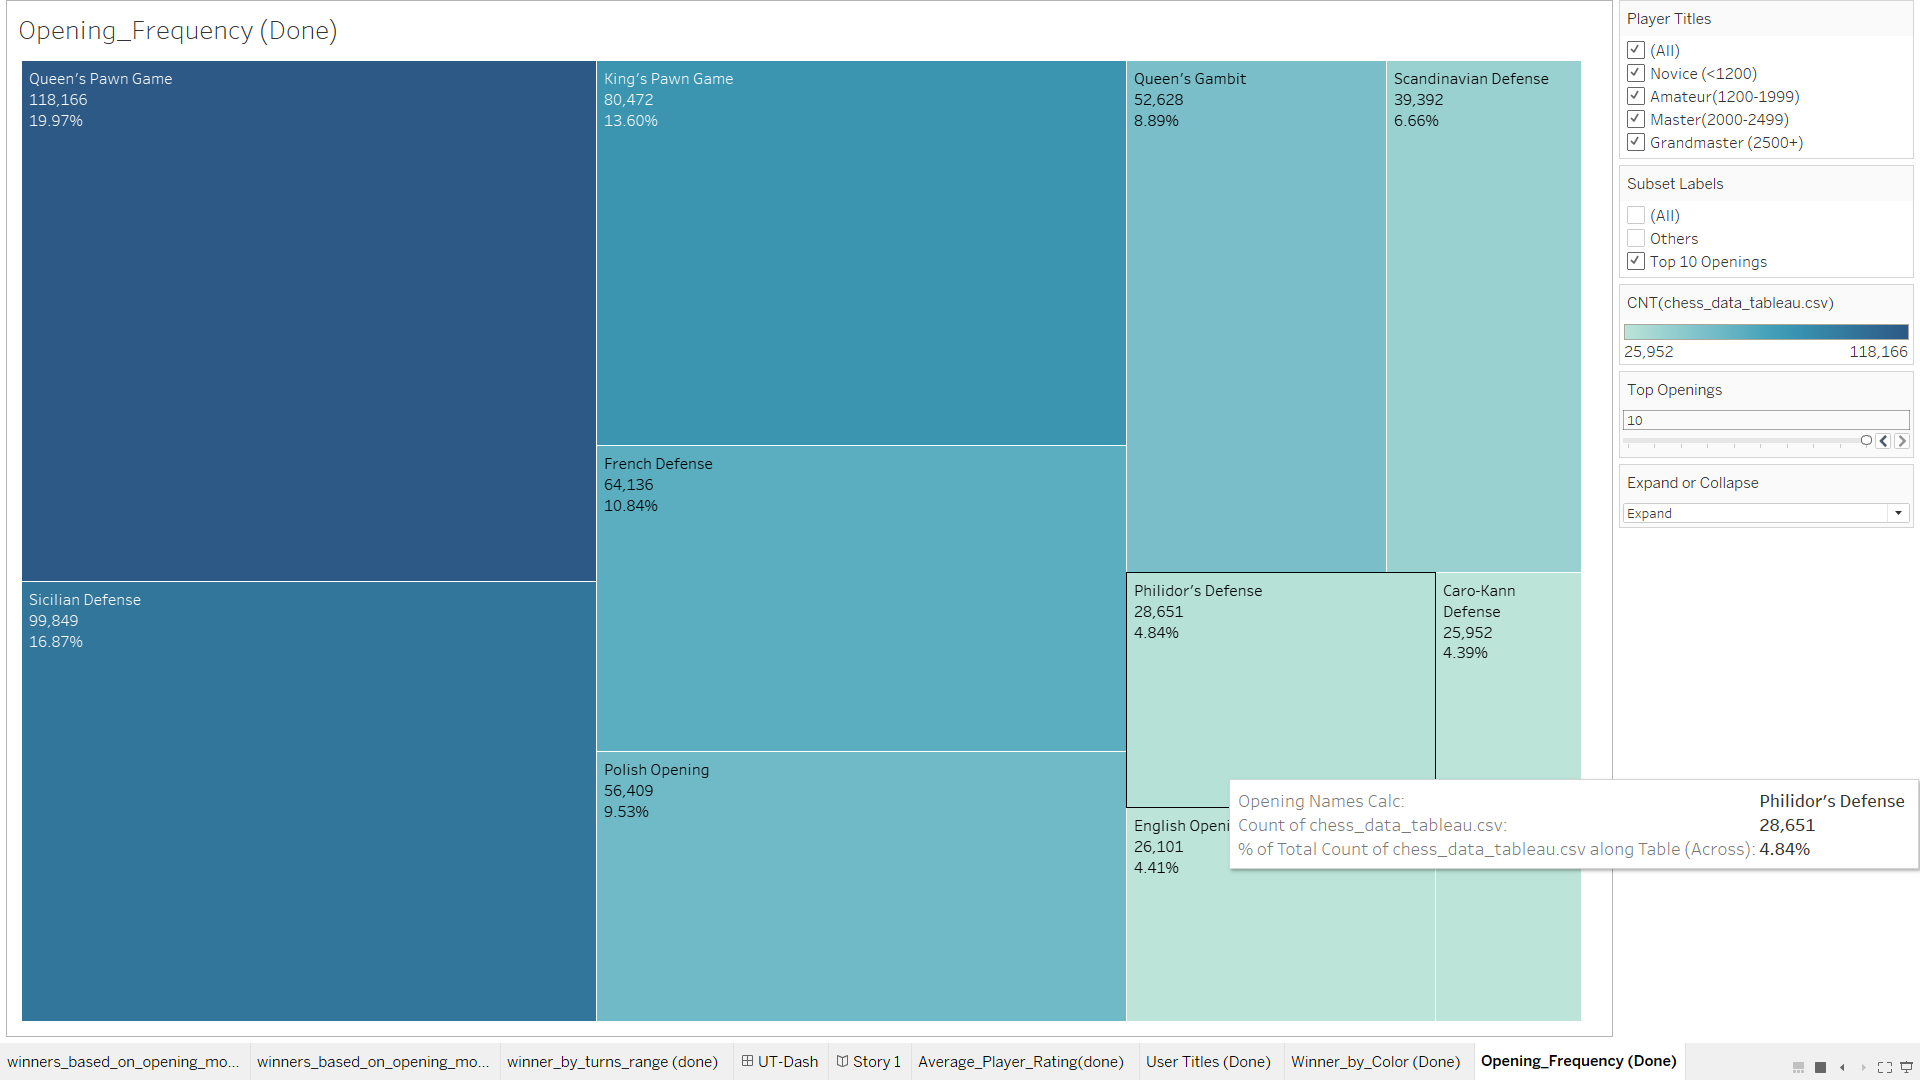 Opening_Frequency (Done)
Queen's Pawn Game
118,166
19.97%
King's Pawn Game
80,472
13.60%
Queen's Gambit
52,628
8.89%
Scandinavian Defense
39,392
6.66%
French Defense
64,136
10.84%
Sicilian Defense
99,849
16.87%
Philidor's Defense
28,651
4.84%
Caro-Kann
Defense
25,952
4.39%
Polish Opening
56,409
9.53%
English Openi
26,101
4.41%
Opening Names Calc: Philidor's Defense
Count of chess_data_tableau.csv: 28,651
% of Total Count of chess_data_tableau.csv along Table (Across): 4.84%
Player Titles
(All)
Novice (<1200)
Amateur(1200-1999)
Master(2000-2499)
Grandmaster (2500+)
Subset Labels
(All)
Others
Top 10 Openings
CNT(chess_data_tableau.csv)
25,952 118,166
Top Openings
10
Expand or Collapse
Expand
winners_based_on_opening_mo... winners_based_on_opening_mo... winner_by_turns_range (done) UT-Dash Story 1 Average_Player_Rating(done) User Titles (Done) Winner_by_Color (Done) Opening_Frequency (Done)